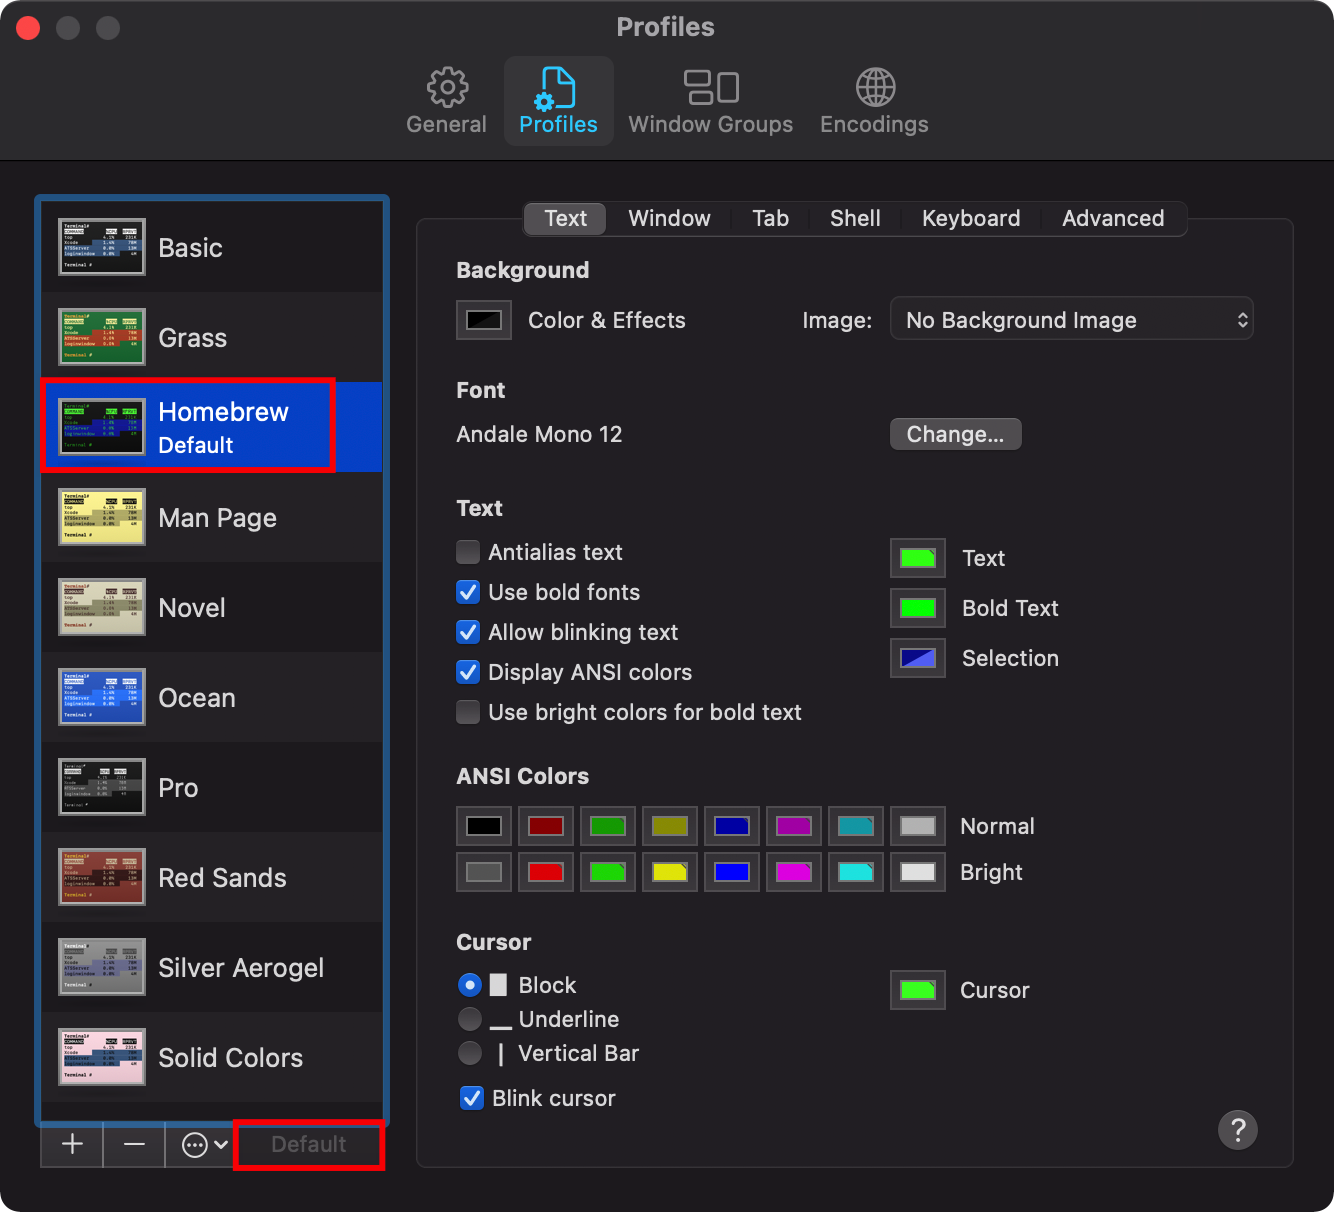 Profiles
General
Profiles
Window Groups
Encodings
Basic
Grass
Homebrew
Default
Man Page
Novel
Ocean
Pro
Red Sands
Silver Aerogel
Solid Colors
Default
Text
Window
Tab
Shell
Keyboard
Advanced
Background
Color & Effects
Image:
No Background Image
Font
Andale Mono 12
Change...
Text
Antialias text
Use bold fonts
Allow blinking text
Display ANSI colors
Use bright colors for bold text
Text
Bold Text
Selection
ANSI Colors
Normal
Bright
Cursor
Block
Underline
Vertical Bar
Blink cursor
Cursor
?